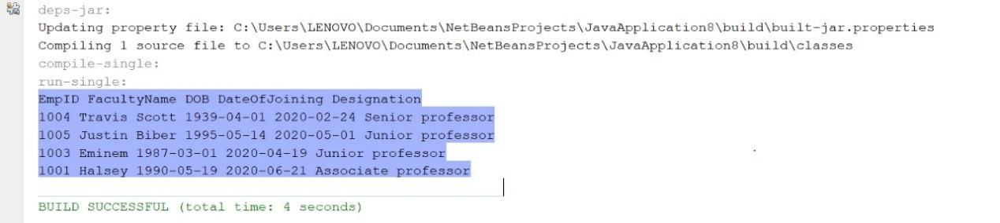 deps-jar:
Updating property file: C:\Users\LENOVO\Documents\NetBeansProjects\JavaApplication8\build\built-jar.properties
Compiling 1 source file to C:\Users\LENOVO\Documents\NetBeansProjects\JavaApplication8\build\classes
compile-single:
run-single:
EmpID FacultyName DOB DateOfJoining Designation
1004 Travis Scott 1939-04-01 2020-02-24 Senior professor
1005 Justin Biber 1995-05-14 2020-05-01 Junior professor
1003 Eminem 1987-03-01 2020-04-19 Junior professor
1001 Halsey 1990-05-19 2020-06-21 Associate professor
BUILD SUCCESSFUL (total time: 4 seconds)